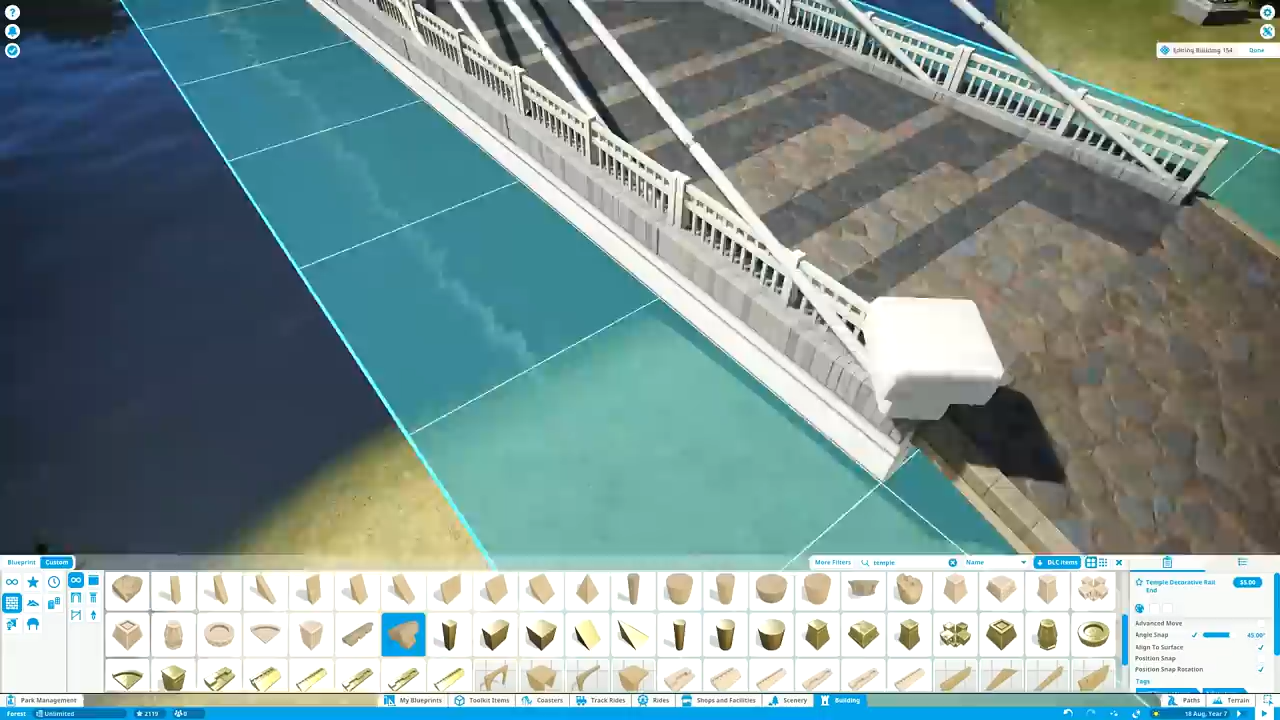 Editing Building 154 Done
Blueprint Custom More Filters temple Name DLC Items
Temple Decorative Rail End $5.00
Advanced Move
Angle Snap 45.00°
Align To Surface
Position Snap
Position Snap Rotation
Tags
Park Management My Blueprints Toolkit Items Coasters Track Rides Rides Shops and Facilities Scenery Building Paths Terrain
Forest Unlimited 2119 0 18 Aug, Year 7